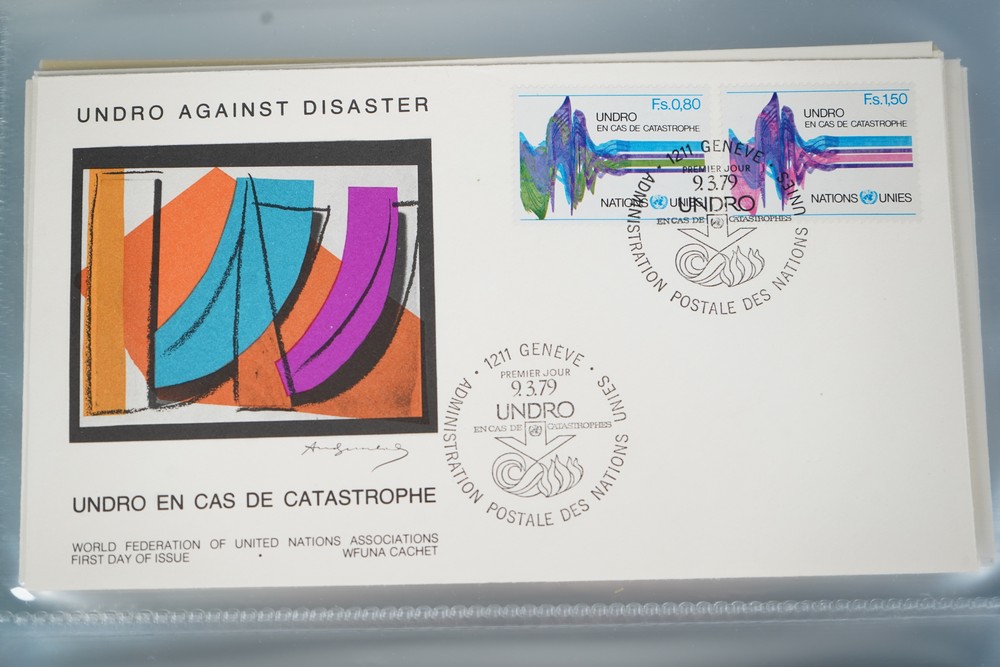 UNDRO AGAINST DISASTER
UNDRO EN CAS DE CATASTROPHE
WORLD FEDERATION OF UNITED NATIONS ASSOCIATIONS
FIRST DAY OF ISSUE
WFUNA CACHET
F.s. 0,80
UNDRO
EN CAS DE CATASTROPHE
NATIONS UNIES
F.s. 1,50
UNDRO
EN CAS DE CATASTROPHE
NATIONS UNIES
1211 GENÈVE
PREMIER JOUR
9.3.79
UNDRO
EN CAS DE CATASTROPHES
ADMINISTRATION POSTALE DES NATIONS UNIES
1211 GENÈVE
PREMIER JOUR
9.3.79
UNDRO
EN CAS DE CATASTROPHES
ADMINISTRATION POSTALE DES NATIONS UNIES